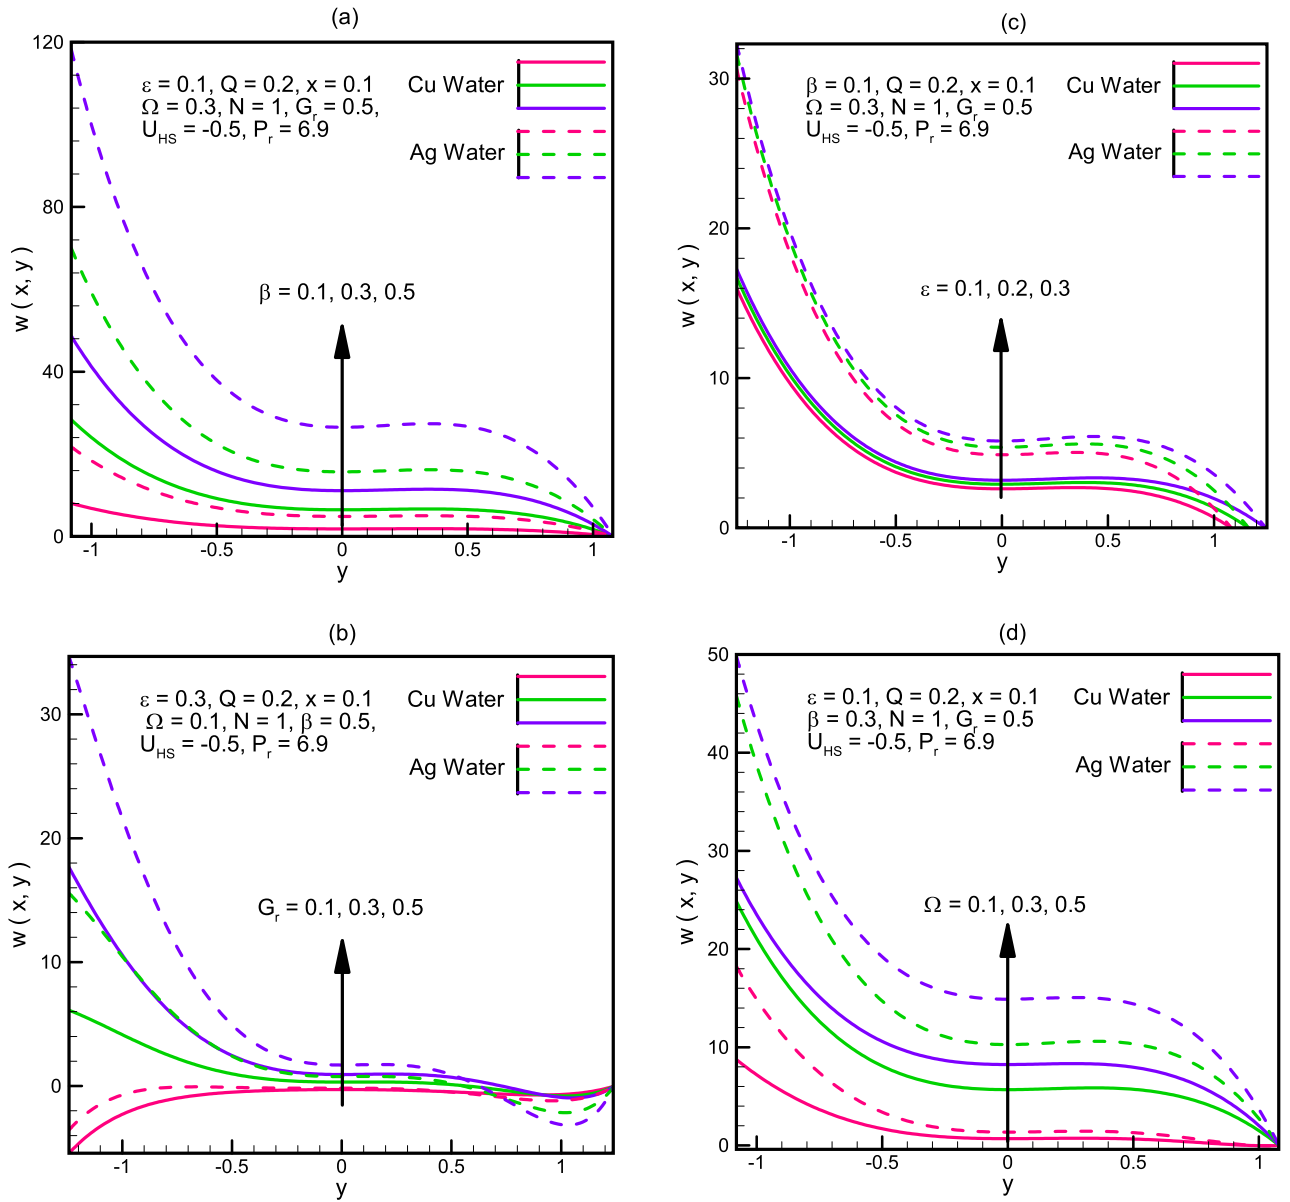 (a)
120
80
40
0
w ( x, y )
ε = 0.1, Q = 0.2, x = 0.1
Ω = 0.3, N = 1, Gr = 0.5,
UHS = -0.5, Pr = 6.9
Cu Water
Ag Water
β = 0.1, 0.3, 0.5
-1
-0.5
0
0.5
1
y
(c)
30
20
10
0
w ( x, y )
β = 0.1, Q = 0.2, x = 0.1
Ω = 0.3, N = 1, Gr = 0.5
UHS = -0.5, Pr = 6.9
Cu Water
Ag Water
ε = 0.1, 0.2, 0.3
-1
-0.5
0
0.5
1
y
(b)
30
20
10
0
w ( x, y )
ε = 0.3, Q = 0.2, x = 0.1
Ω = 0.1, N = 1, β = 0.5,
UHS = -0.5, Pr = 6.9
Cu Water
Ag Water
Gr = 0.1, 0.3, 0.5
-1
-0.5
0
0.5
1
y
(d)
50
40
30
20
10
0
w ( x, y )
ε = 0.1, Q = 0.2, x = 0.1
β = 0.3, N = 1, Gr = 0.5
UHS = -0.5, Pr = 6.9
Cu Water
Ag Water
Ω = 0.1, 0.3, 0.5
-1
-0.5
0
0.5
1
y